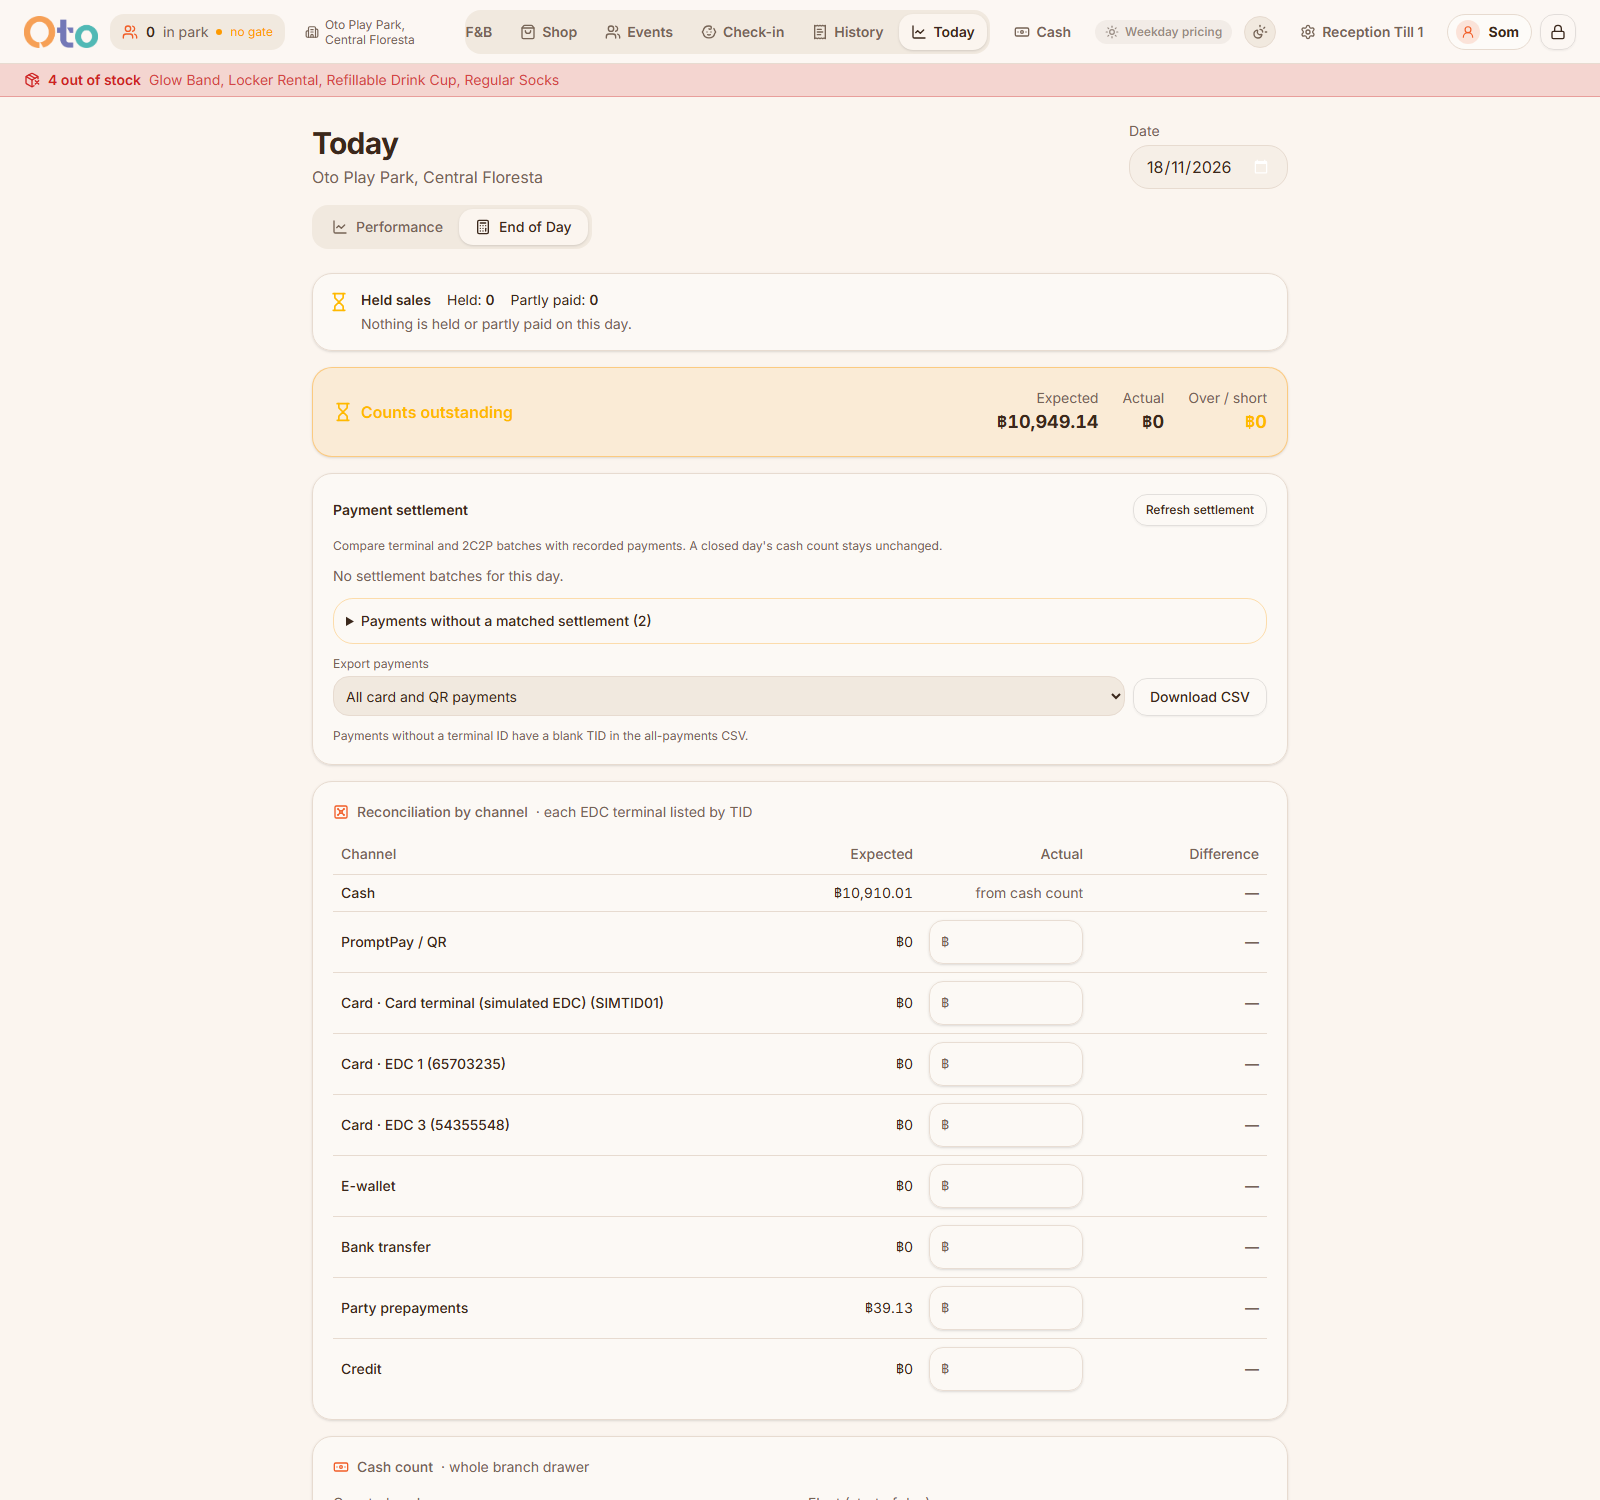 Oto
0 in park • no gate
Oto Play Park,
Central Floresta
F&B
Shop
Events
Check-in
History
Today
Cash
Weekday pricing
Reception Till 1
Som
4 out of stock Glow Band, Locker Rental, Refillable Drink Cup, Regular Socks
Today
Oto Play Park, Central Floresta
Date
18/11/2026
Performance
End of Day
Held sales Held: 0 Partly paid: 0
Nothing is held or partly paid on this day.
Counts outstanding
Expected Actual Over / short
฿10,949.14 ฿0 ฿0
Payment settlement
Refresh settlement
Compare terminal and 2C2P batches with recorded payments. A closed day's cash count stays unchanged.
No settlement batches for this day.
Payments without a matched settlement (2)
Export payments
All card and QR payments
Download CSV
Payments without a terminal ID have a blank TID in the all-payments CSV.
Reconciliation by channel · each EDC terminal listed by TID
Channel Expected Actual Difference
Cash ฿10,910.01 from cash count —
PromptPay / QR ฿0 ฿ —
Card · Card terminal (simulated EDC) (SIMTID01) ฿0 ฿ —
Card · EDC 1 (65703235) ฿0 ฿ —
Card · EDC 3 (54355548) ฿0 ฿ —
E-wallet ฿0 ฿ —
Bank transfer ฿0 ฿ —
Party prepayments ฿39.13 ฿ —
Credit ฿0 ฿ —
Cash count · whole branch drawer